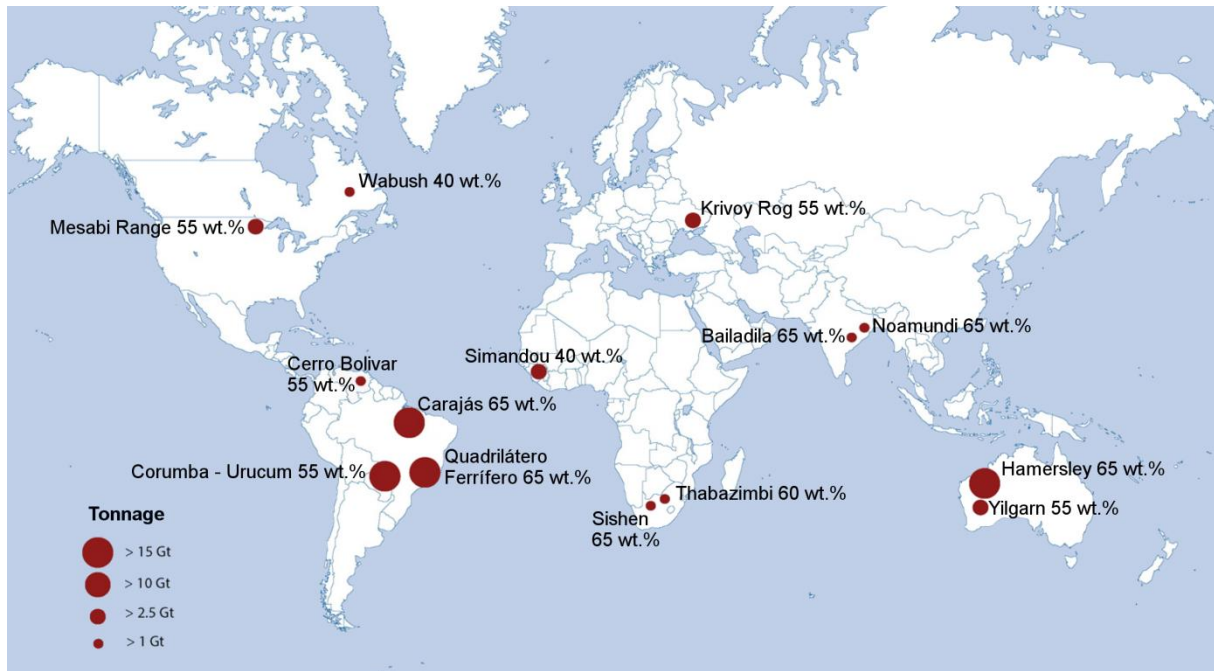 Wabush 40 wt.%
Mesabi Range 55 wt.%
Krivoy Rog 55 wt.%
Noamundi 65 wt.%
Bailadila 65 wt.%
Simandou 40 wt.%
Cerro Bolivar
55 wt.%
Carajás 65 wt.%
Quadrilátero
Ferrífero 65 wt.%
Corumba - Urucum 55 wt.%
Hamersley 65 wt.%
Yilgarn 55 wt.%
Thabazimbi 60 wt.%
Sishen
65 wt.%
Tonnage
> 15 Gt
> 10 Gt
> 2.5 Gt
> 1 Gt